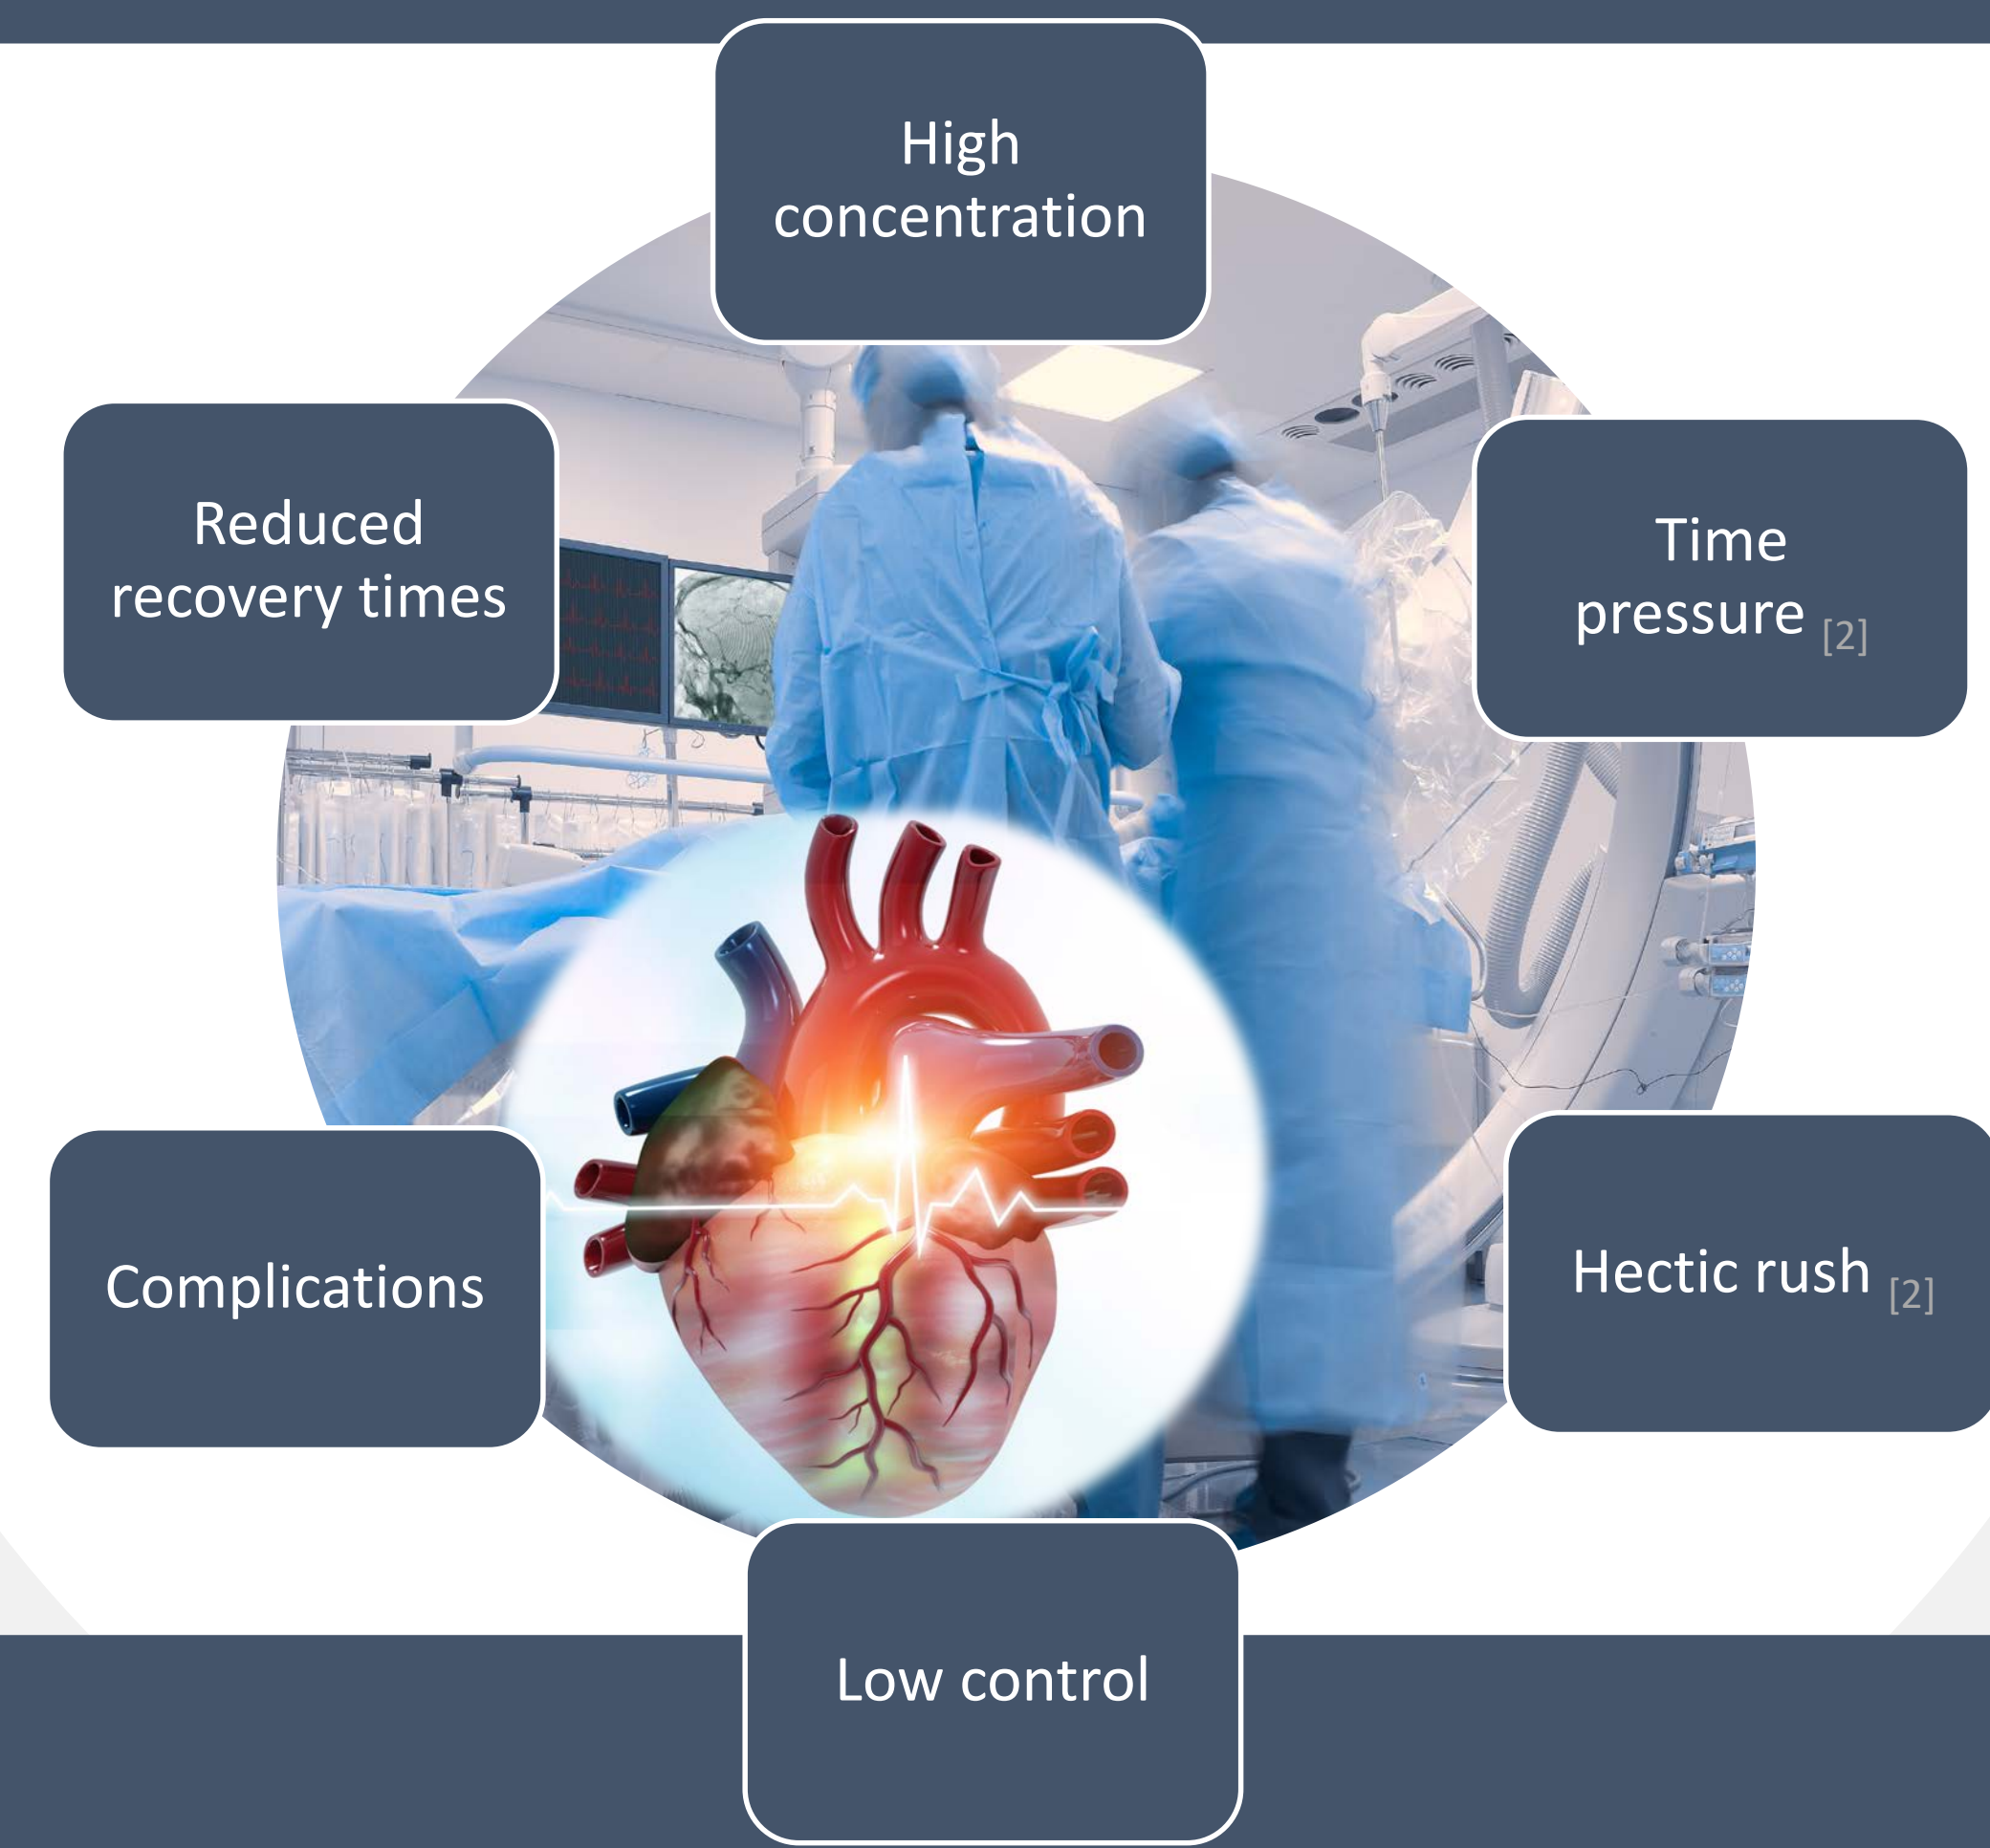 High
concentration
Reduced
recovery times
Time
pressure [2]
Complications
Hectic rush [2]
Low control